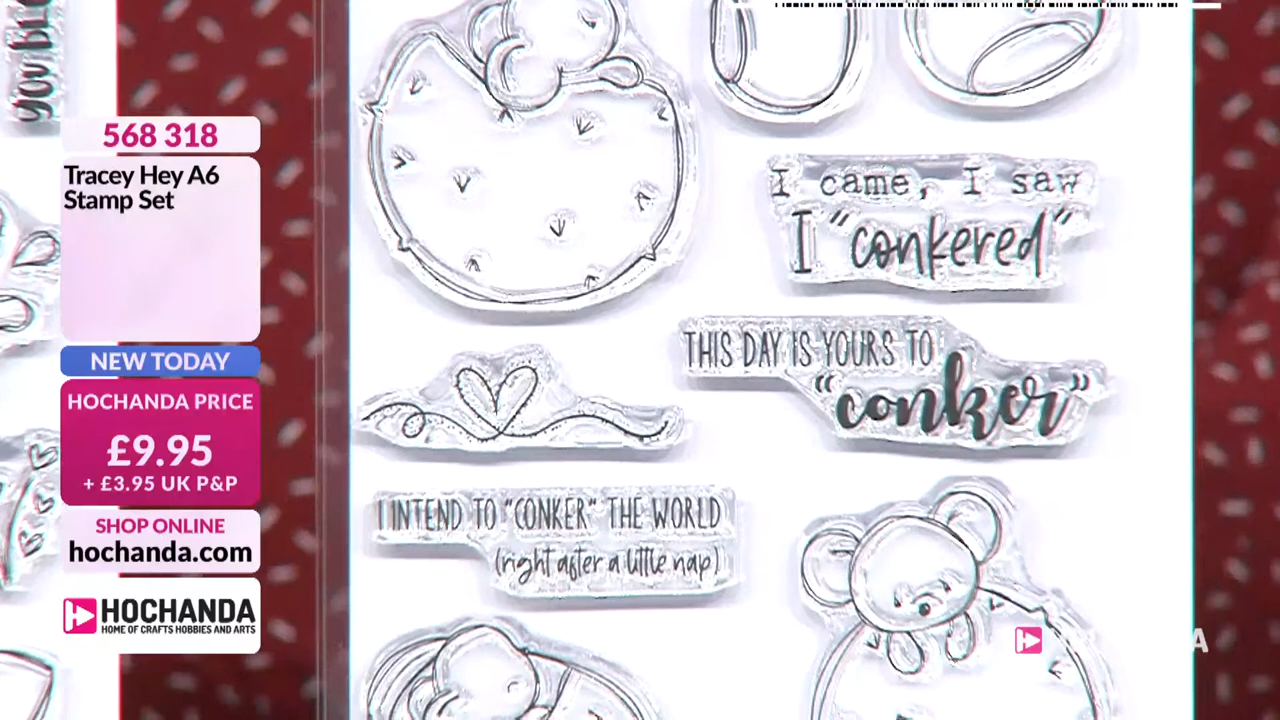 you
568 318
Tracey Hey A6
Stamp Set
NEW TODAY
HOCHANDA PRICE
£9.95
+ £3.95 UK P&P
SHOP ONLINE
hochanda.com
HOCHANDA
HOME OF CRAFTS HOBBIES AND ARTS
I came, I saw
I "conkered"
THIS DAY IS YOURS TO
"conker"
I INTEND TO "CONKER" THE WORLD
(right after a little nap)
A